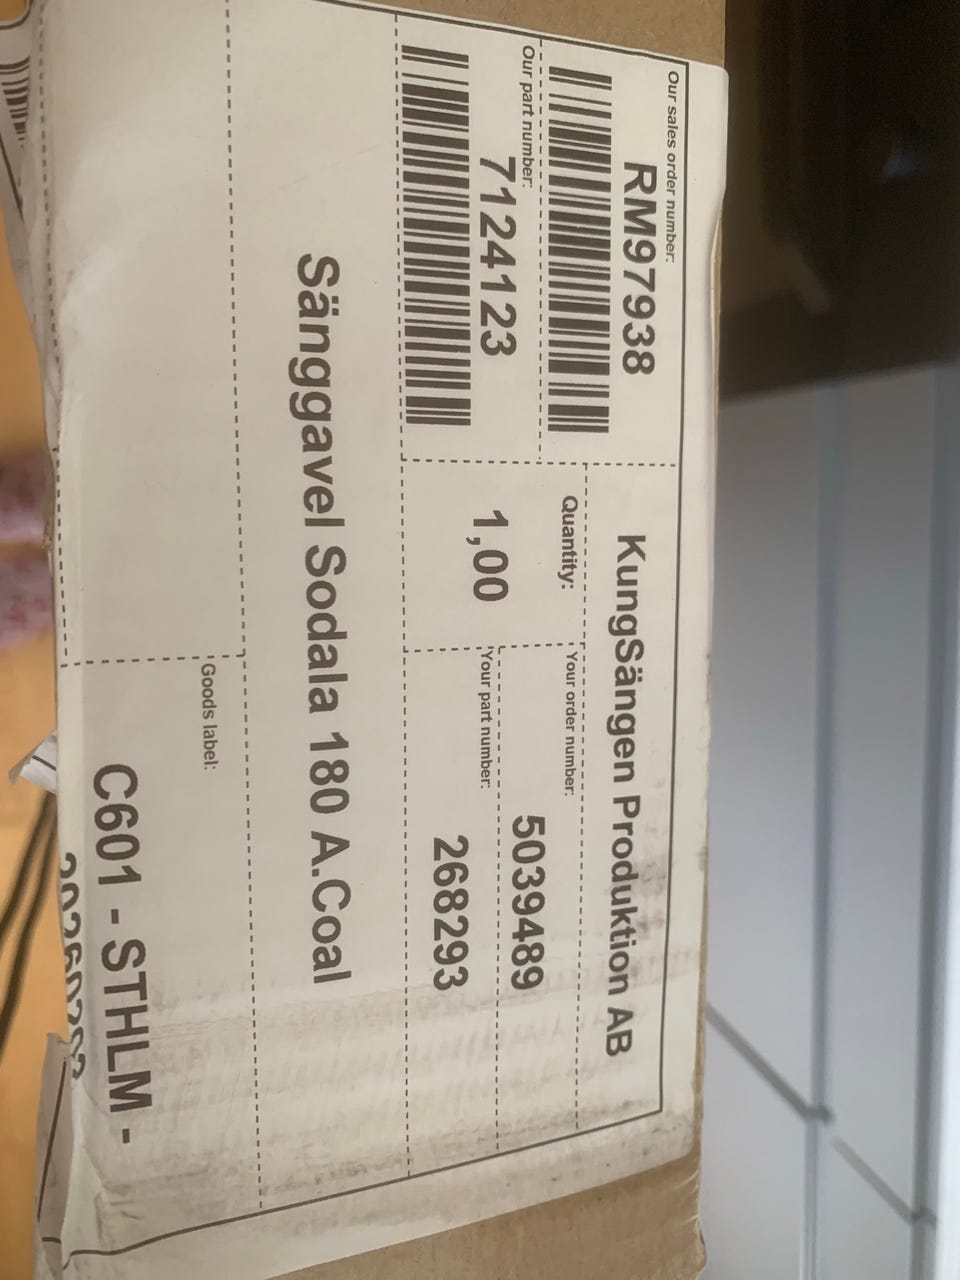 Our sales order number:
RM97938
KungSängen Produktion AB
Our part number:
7124123
Quantity:
1,00
Your order number:
5039489
Your part number:
268293
Sänggavel Sodala 180 A.Coal
Goods label:
C601 - STHLM -